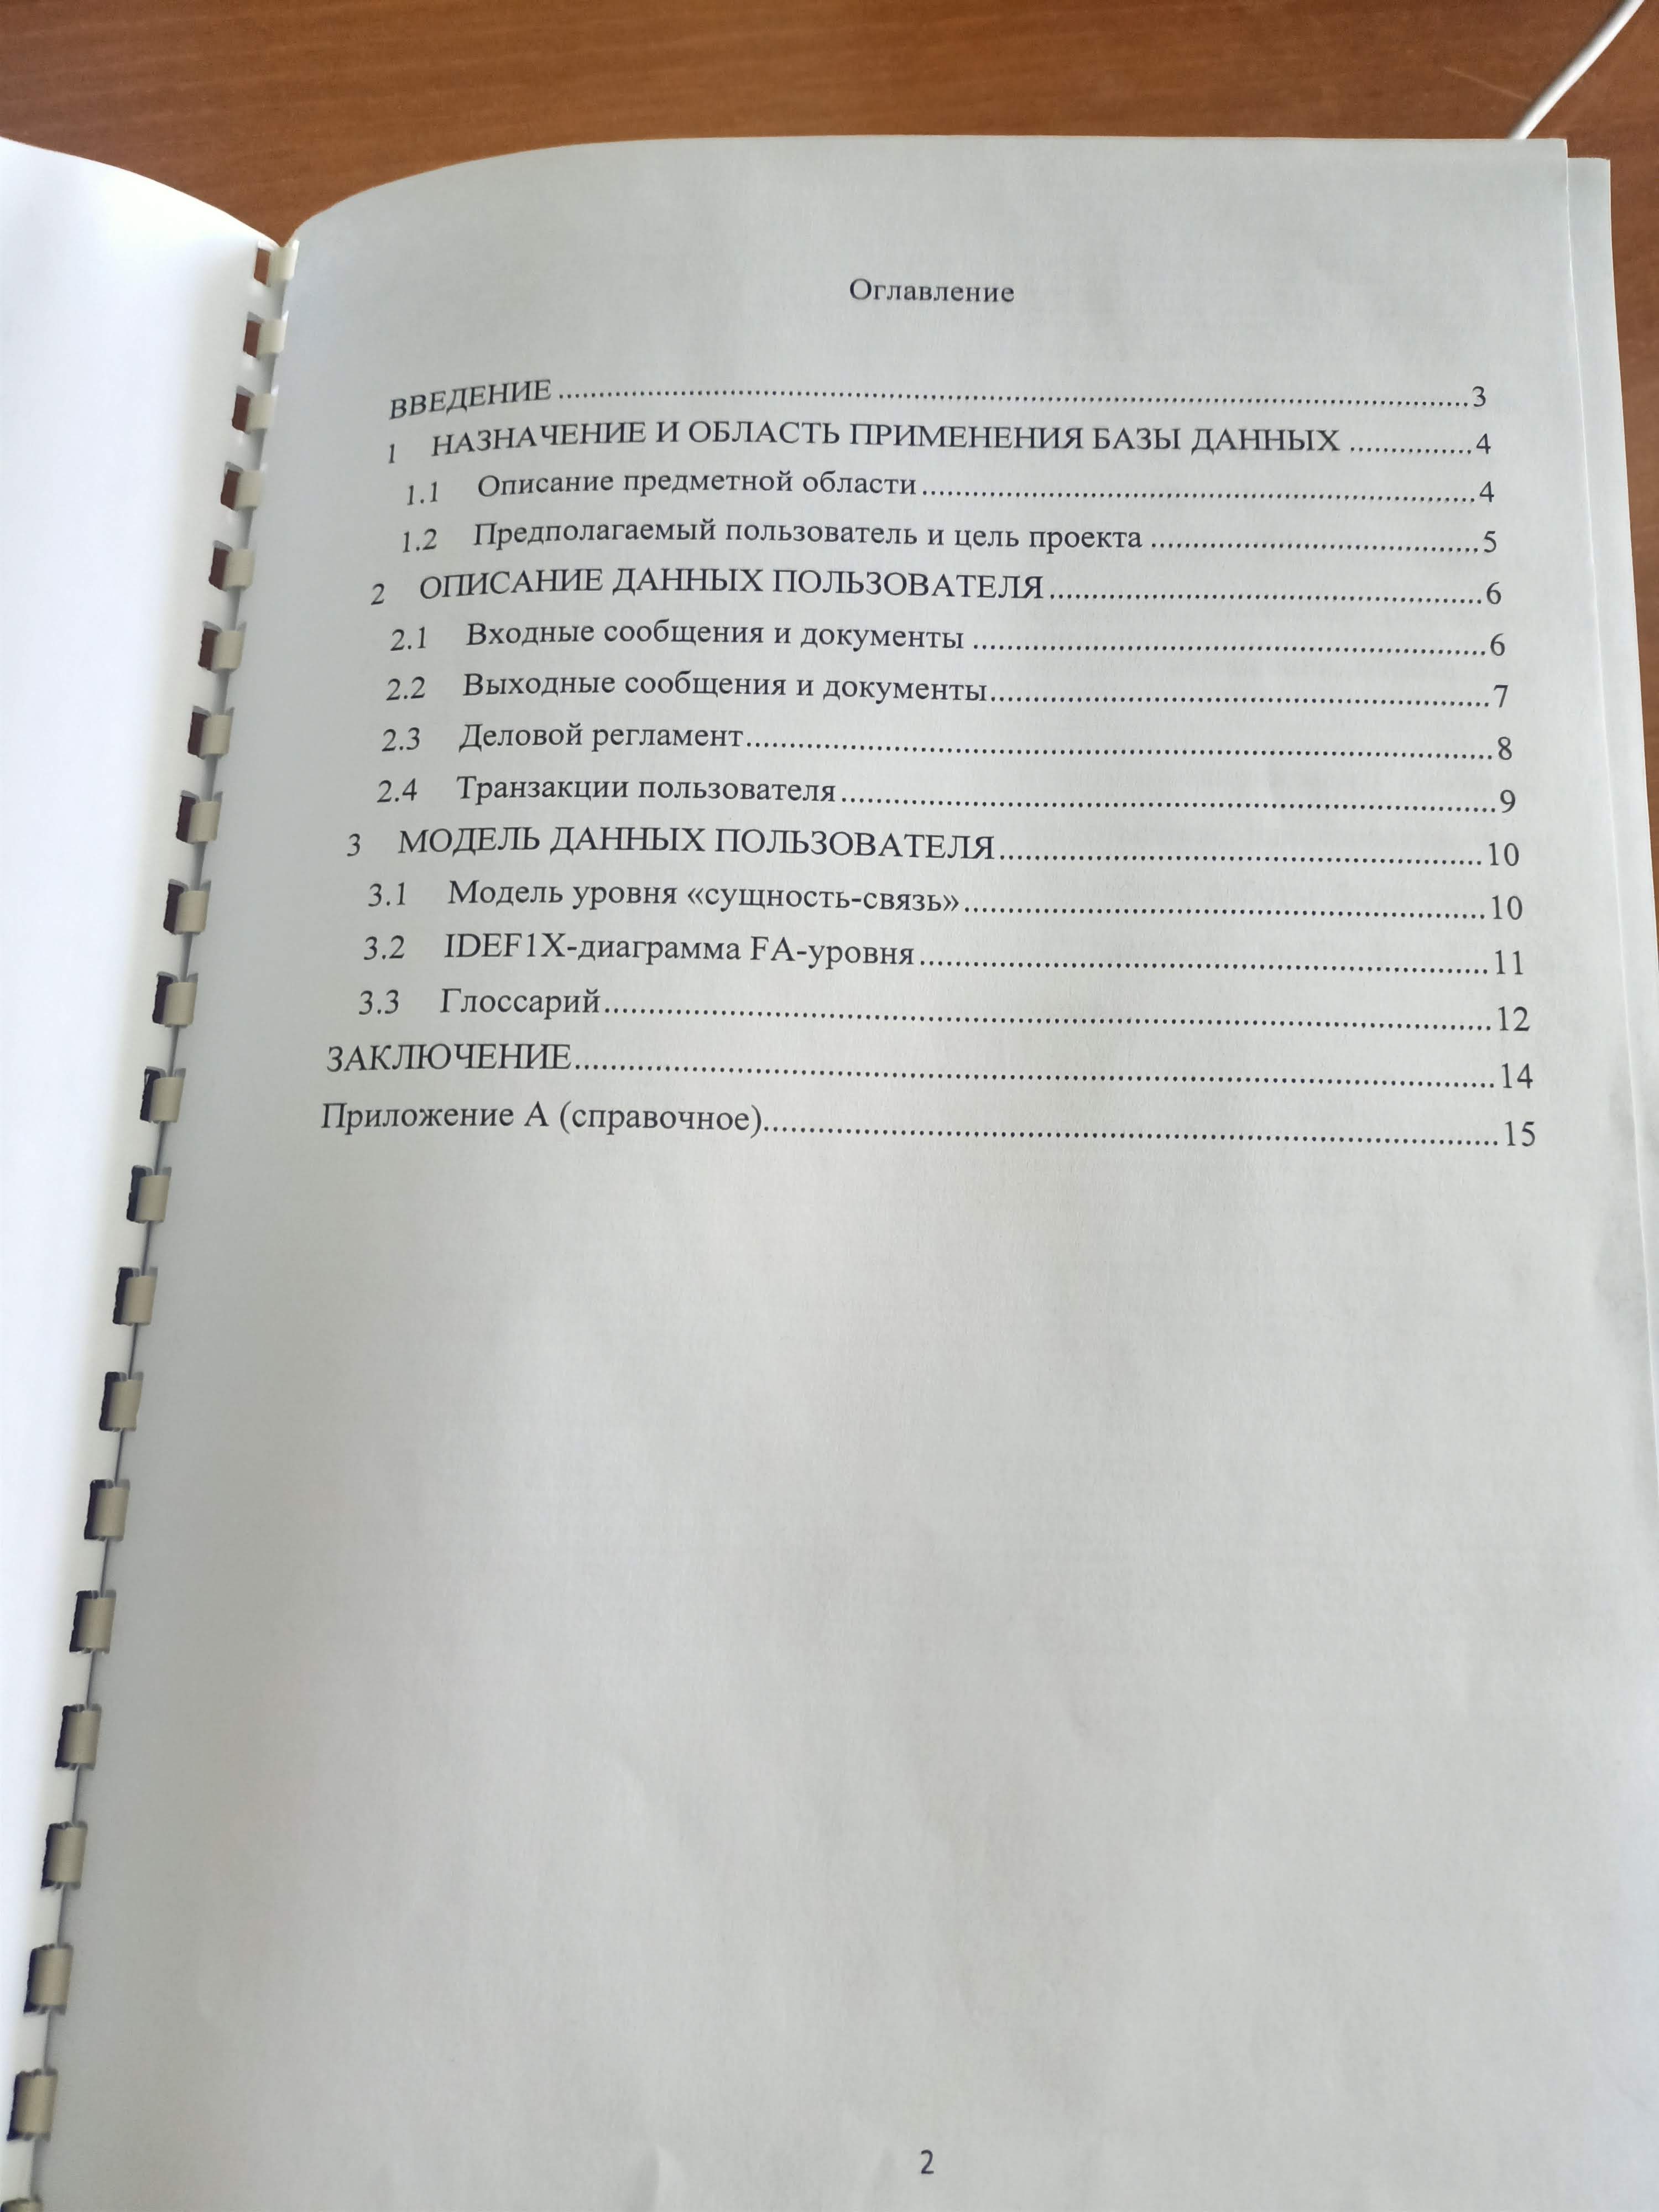 Оглавление
ВВЕДЕНИЕ ........................................................ 3
1 НАЗНАЧЕНИЕ И ОБЛАСТЬ ПРИМЕНЕНИЯ БАЗЫ ДАННЫХ ............... 4
1.1 Описание предметной области ........................................ 4
1.2 Предполагаемый пользователь и цель проекта ........................ 5
2 ОПИСАНИЕ ДАННЫХ ПОЛЬЗОВАТЕЛЯ ........................................ 6
2.1 Входные сообщения и документы ........................................ 6
2.2 Выходные сообщения и документы ........................................ 7
2.3 Деловой регламент ........................................ 8
2.4 Транзакции пользователя ........................................ 9
3 МОДЕЛЬ ДАННЫХ ПОЛЬЗОВАТЕЛЯ ........................................ 10
3.1 Модель уровня «сущность-связь» ........................................ 10
3.2 IDEF1X-диаграмма FA-уровня ........................................ 11
3.3 Глоссарий ........................................ 12
ЗАКЛЮЧЕНИЕ ........................................ 14
Приложение А (справочное) ........................................ 15
2